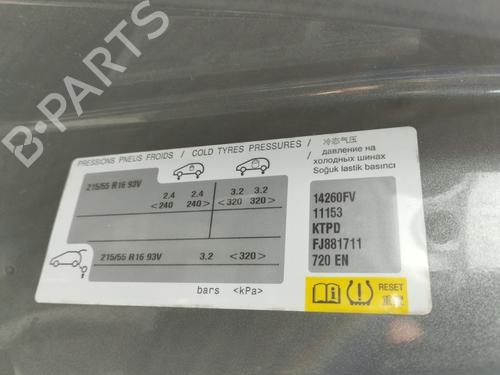 B-PARTS
PRESSIONS PNEUS FROIDS / COLD TYRES PRESSURES / 冷态气压
/ давление на холодных шинах
Soğuk lastik basıncı
215/55 R16 93V 2.4 2.4 3.2 3.2
<240 240> <320 320>
215/55 R16 93V 3.2 <320>
bars <kPa>
14260FV
11153
KTPD
FJ881711
720 EN
RESET